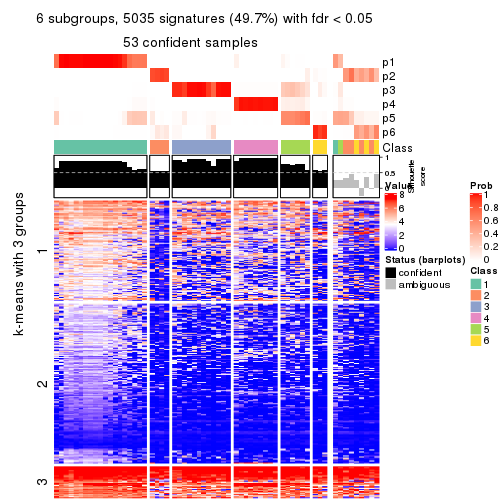 6 subgroups, 5035 signatures (49.7%) with fdr < 0.05
53 confident samples
p1
p2
p3
p4
p5
p6
Class
1
0.5
0
Silhouette
score
k-means with 3 groups
1
2
3
Value
8
6
4
2
0
Status (barplots)
confident
ambiguous
Prob
1
0.8
0.6
0.4
0.2
0
Class
1
2
3
4
5
6